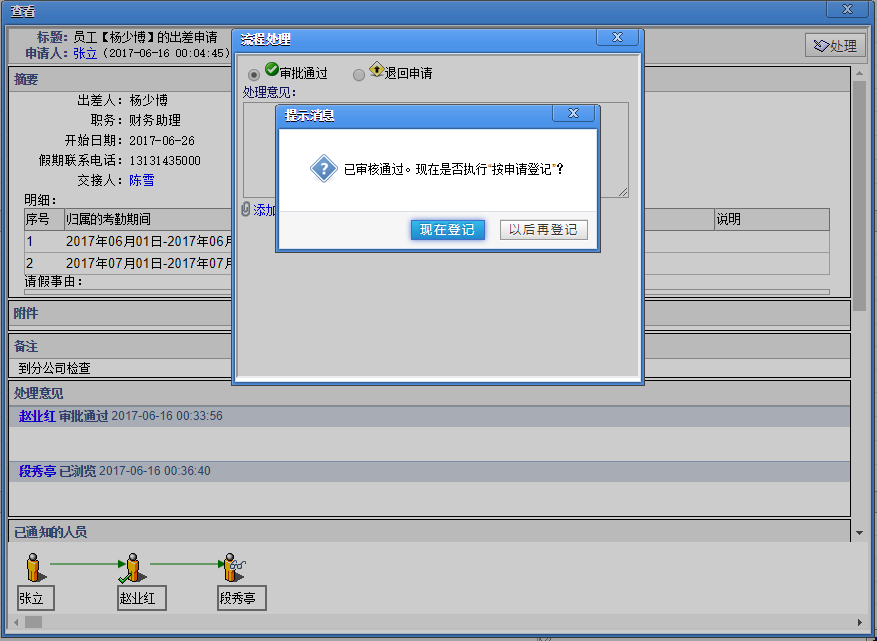 查看
标题：员工【杨少博】的出差申请
申请人：张立（2017-06-16 00:04:45）
处理
摘要
出差人：杨少博
职务：财务助理
开始日期：2017-06-26
假期联系电话：13131435000
交接人：陈雪
明细：
序号 归属的考勤期间 说明
1 2017年06月01日-2017年06月
2 2017年07月01日-2017年07月
请假事由：
附件
备注
到分公司检查
处理意见
赵业红 审批通过 2017-06-16 00:33:56
段秀亭 已浏览 2017-06-16 00:36:40
已通知的人员
张立 赵业红 段秀亭
流程处理
审批通过 退回申请
处理意见：
添加
提示消息
已审核通过。现在是否执行"按申请登记"？
现在登记 以后再登记